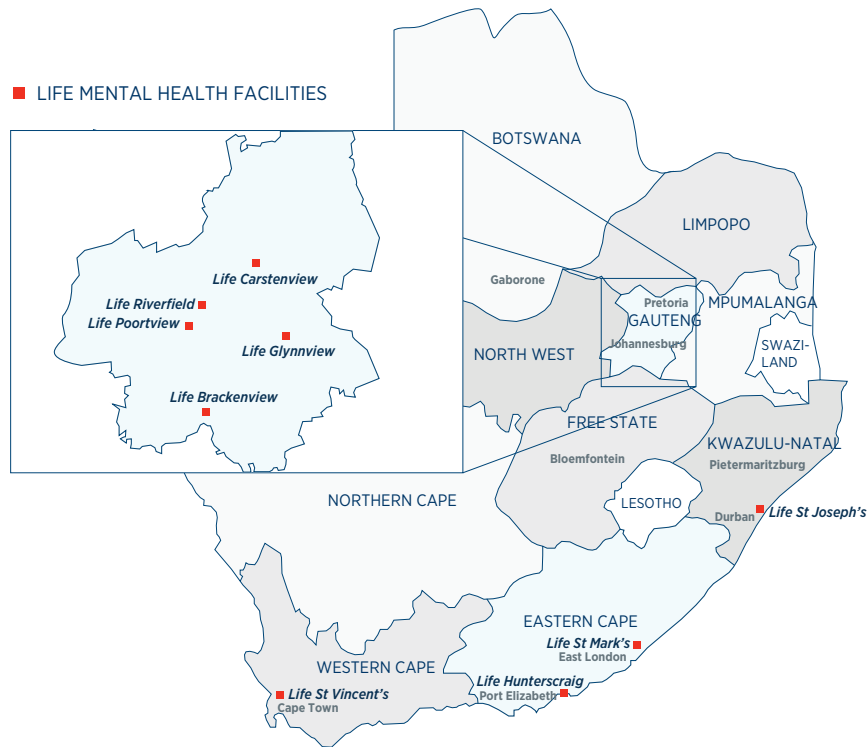 LIFE MENTAL HEALTH FACILITIES
BOTSWANA
LIMPOPO
Life Carstenview
Gaborone
Life Riverfield
Pretoria
MPUMALANGA
Life Poortview
GAUTENG
Life Glynnview
Johannesburg
SWAZI-
LAND
NORTH WEST
Life Brackenview
FREE STATE
KWAZULU-NATAL
Bloemfontein
Pietermaritzburg
NORTHERN CAPE
LESOTHO
Durban
Life St Joseph's
EASTERN CAPE
Life St Mark's
East London
WESTERN CAPE
Life Hunterscraig
Port Elizabeth
Life St Vincent's
Cape Town